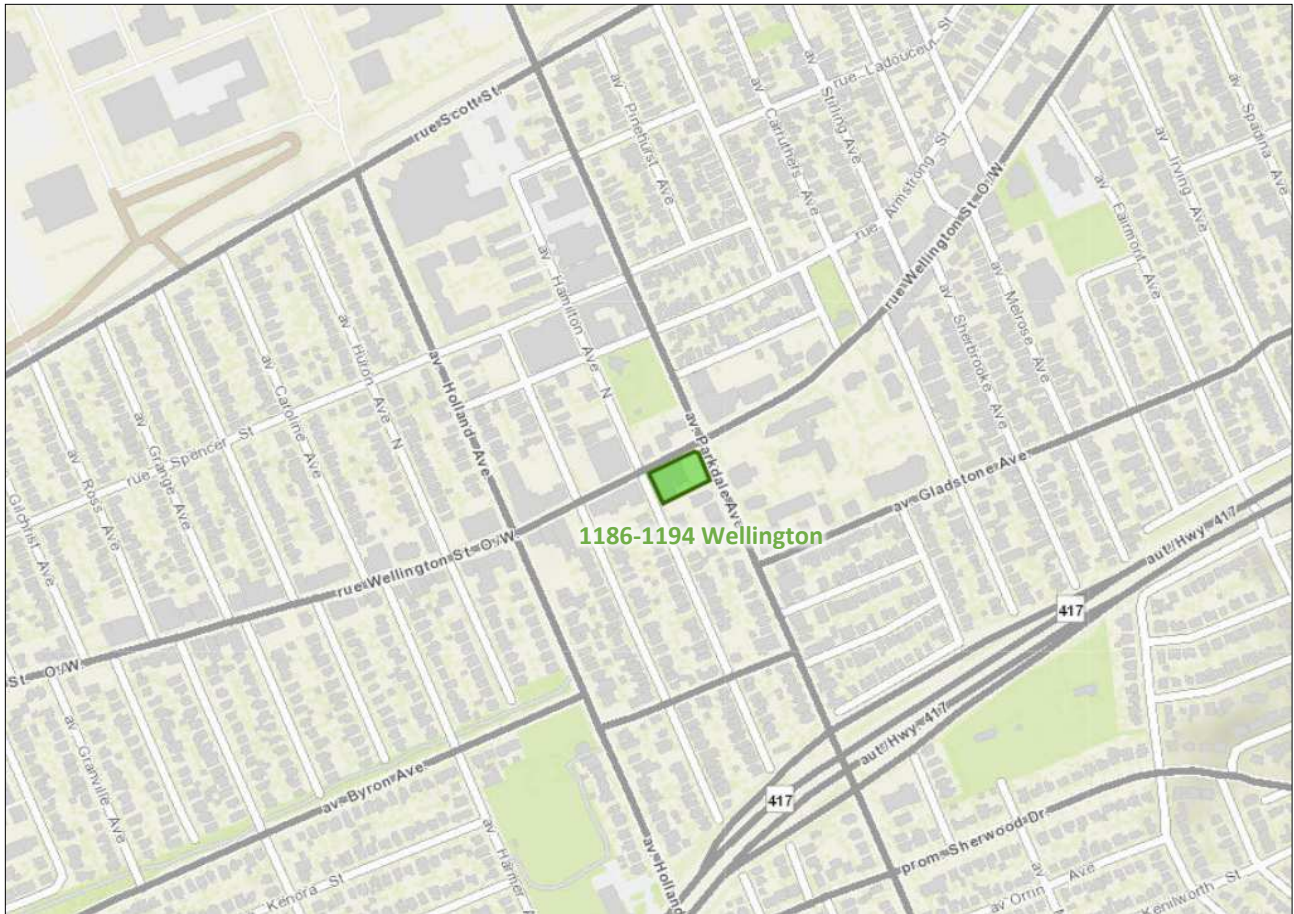 rue Scott St
av Pinehurst Ave
av Carruthers Ave
av Stirling Ave
rue Ladouceur St
rue Armstrong St
rue Wellington St. O./W.
av Fairmont Ave
av Irving Ave
av Spadina Ave
av Hamilton Ave N
av Holland Ave
av Huron Ave N
av Caroline Ave
av Grange Ave
av Ross Ave
Gilchrist Ave
rue Spencer St
av Parkdale Ave
av Sherbrooke Ave
av Melrose Ave
av Gladstone Ave
1186-1194 Wellington
rue Wellington St. O./W.
St. O./W.
aut./Hwy. 417
417
aut./Hwy. 417
417
av Granville Ave
av Byron Ave
Kenora St
av Harmer A
av Holland
prom Sherwood Dr.
av Orrin Ave
av
Kenilworth St